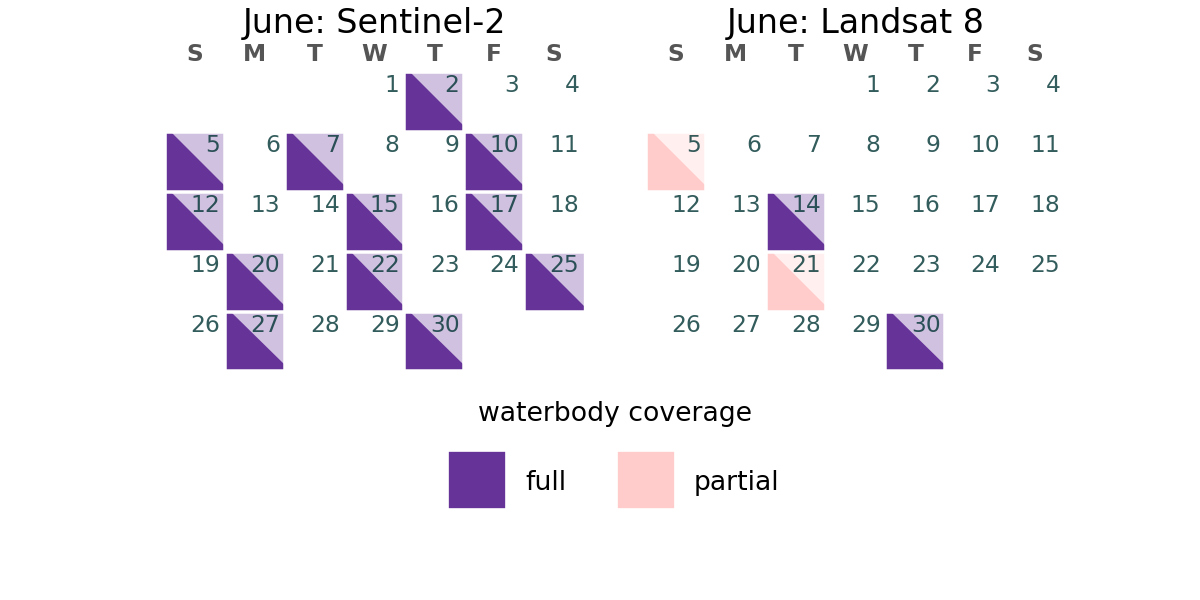 June: Sentinel-2
S M T W T F S
1 2 3 4
5 6 7 8 9 10 11
12 13 14 15 16 17 18
19 20 21 22 23 24 25
26 27 28 29 30
June: Landsat 8
S M T W T F S
1 2 3 4
5 6 7 8 9 10 11
12 13 14 15 16 17 18
19 20 21 22 23 24 25
26 27 28 29 30
waterbody coverage
full partial